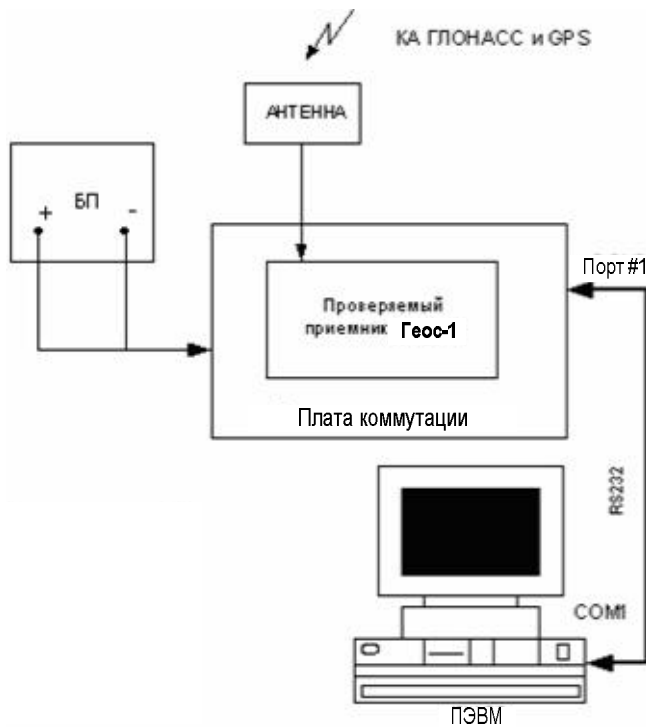 КА ГЛОНАСС и GPS
АНТЕННА
БП
+ -
Порт #1
Проверяемый
приемник Геос-1
Плата коммутации
RS232
COM1
ПЭВМ